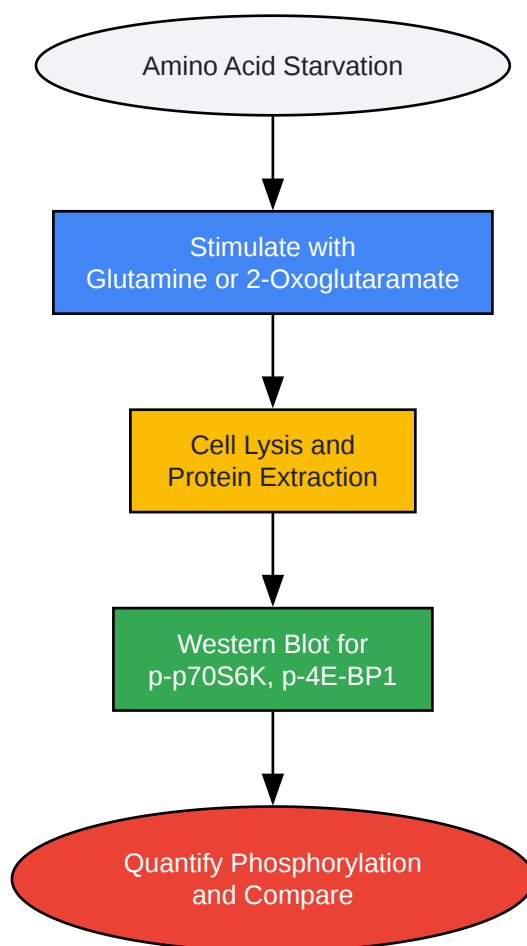 Amino Acid Starvation
Stimulate with
Glutamine or 2-Oxoglutaramate
Cell Lysis and
Protein Extraction
Western Blot for
p-p70S6K, p-4E-BP1
Quantify Phosphorylation
and Compare